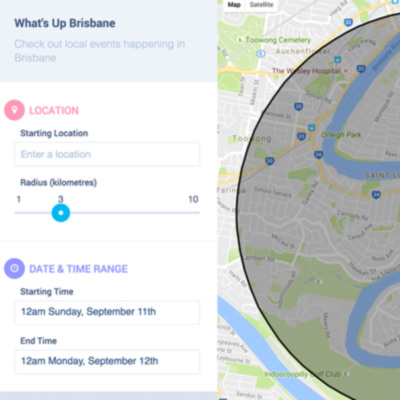 What's Up Brisbane
Check out local events happening in
Brisbane
LOCATION
Starting Location
Enter a location
Radius (kilometres)
1 3 10
DATE & TIME RANGE
Starting Time
12am Sunday, September 11th
End Time
12am Monday, September 12th
Map Satellite
Toowong Cemetery
Auchenflower
The Wesley Hospital
Toowong
Orleigh Park
SAINT L
Taringa
Indooroopilly Golf Club